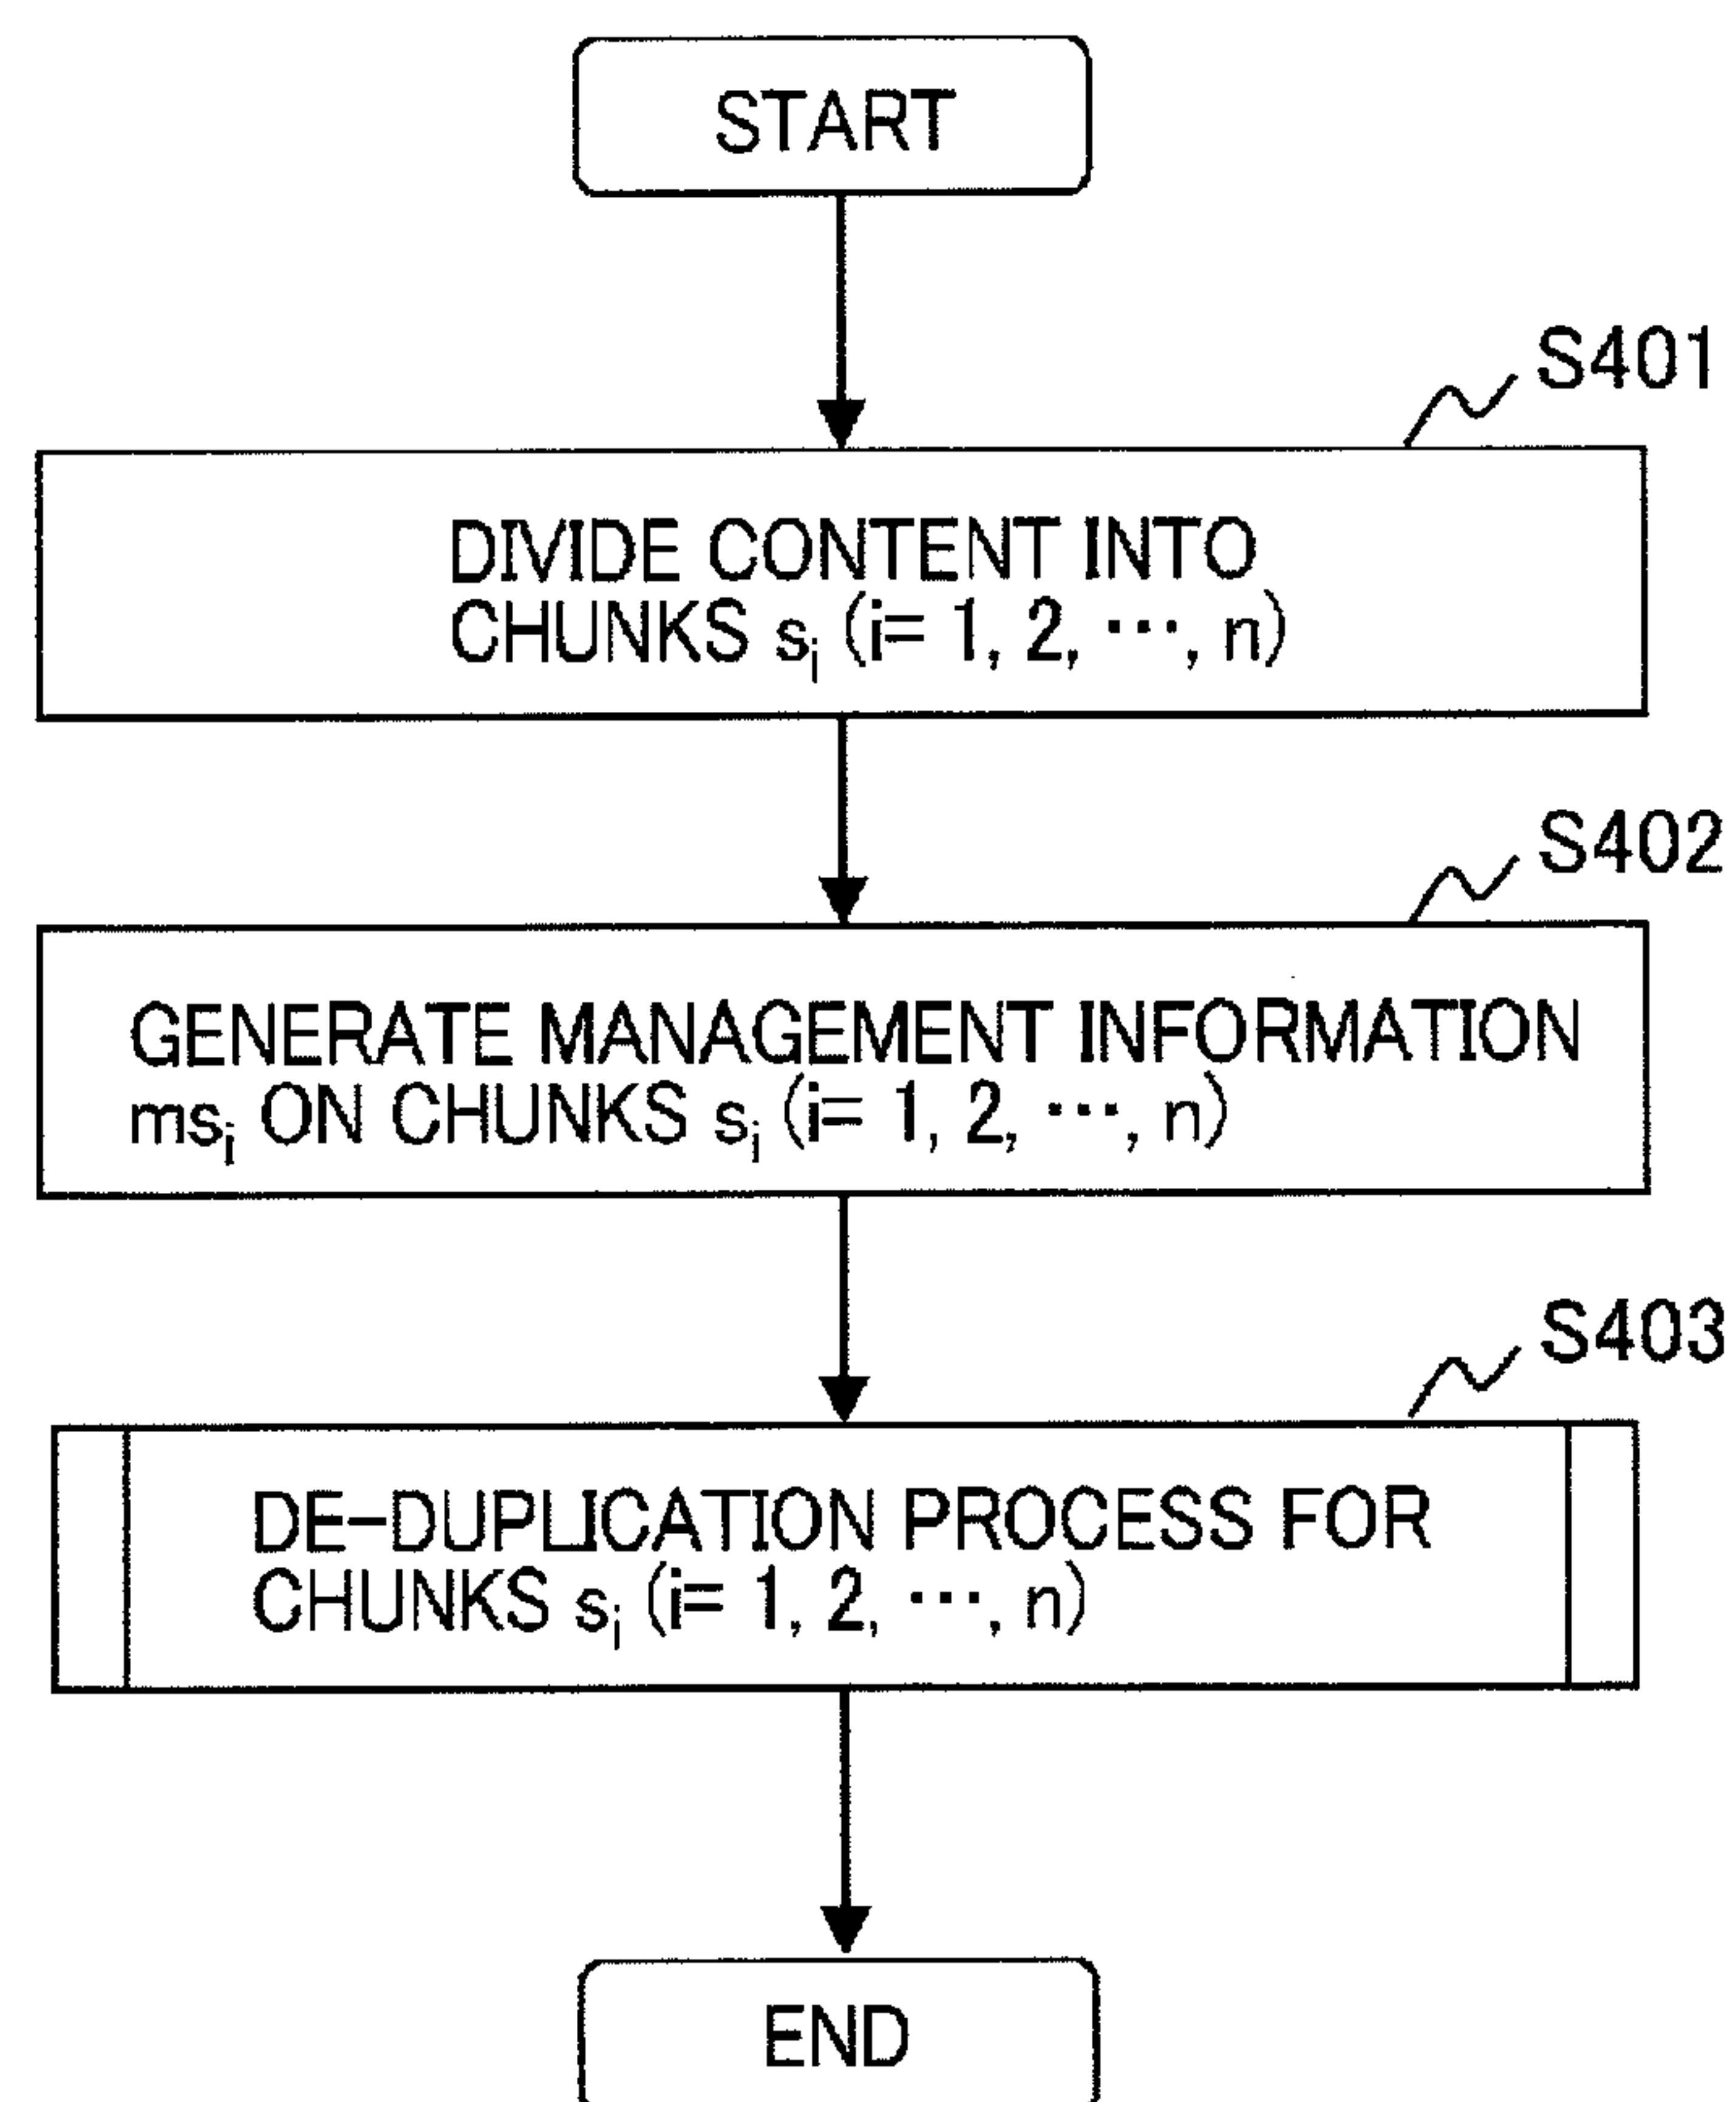 START
S401
DIVIDE CONTENT INTO
CHUNKS sᵢ (i= 1, 2, ···, n)
S402
GENERATE MANAGEMENT INFORMATION
msᵢ ON CHUNKS sᵢ (i= 1, 2, ···, n)
S403
DE-DUPLICATION PROCESS FOR
CHUNKS sᵢ (i= 1, 2, ···, n)
END